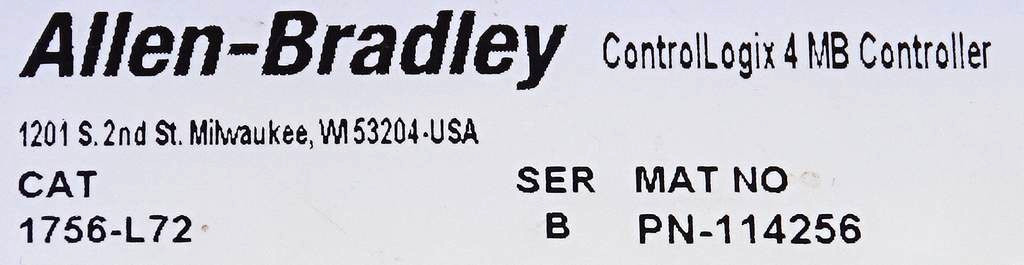 Allen-Bradley ControlLogix 4 MB Controller
1201 S. 2nd St. Milwaukee, WI 53204-USA
CAT SER MAT NO
1756-L72 B PN-114256